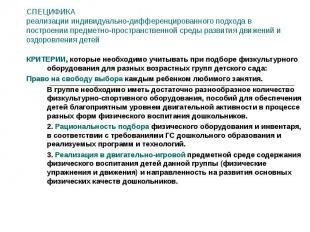 СПЕЦИФИКА
реализации индивидуально-дифференцированного подхода в
построении предметно-пространственной среды развития движений и
оздоровления детей
КРИТЕРИИ, которые необходимо учитывать при подборе физкультурного
оборудования для разных возрастных групп детского сада:
Право на свободу выбора каждым ребенком любимого занятия.
В группе необходимо иметь достаточно разнообразное количество
физкультурно-спортивного оборудования, пособий для обеспечения
детей благоприятным уровнем двигательной активности в процессе
разных форм физического воспитания дошкольников.
2. Рациональность подбора физического оборудования и инвентаря,
в соответствии с требованиями ГС дошкольного образования и
реализуемых программ и технологий.
3. Реализация в двигательно-игровой предметной среде содержания
физического воспитания детей данной группы (физические
упражнения и движения) и направленность на развития основных
физических качеств дошкольников.